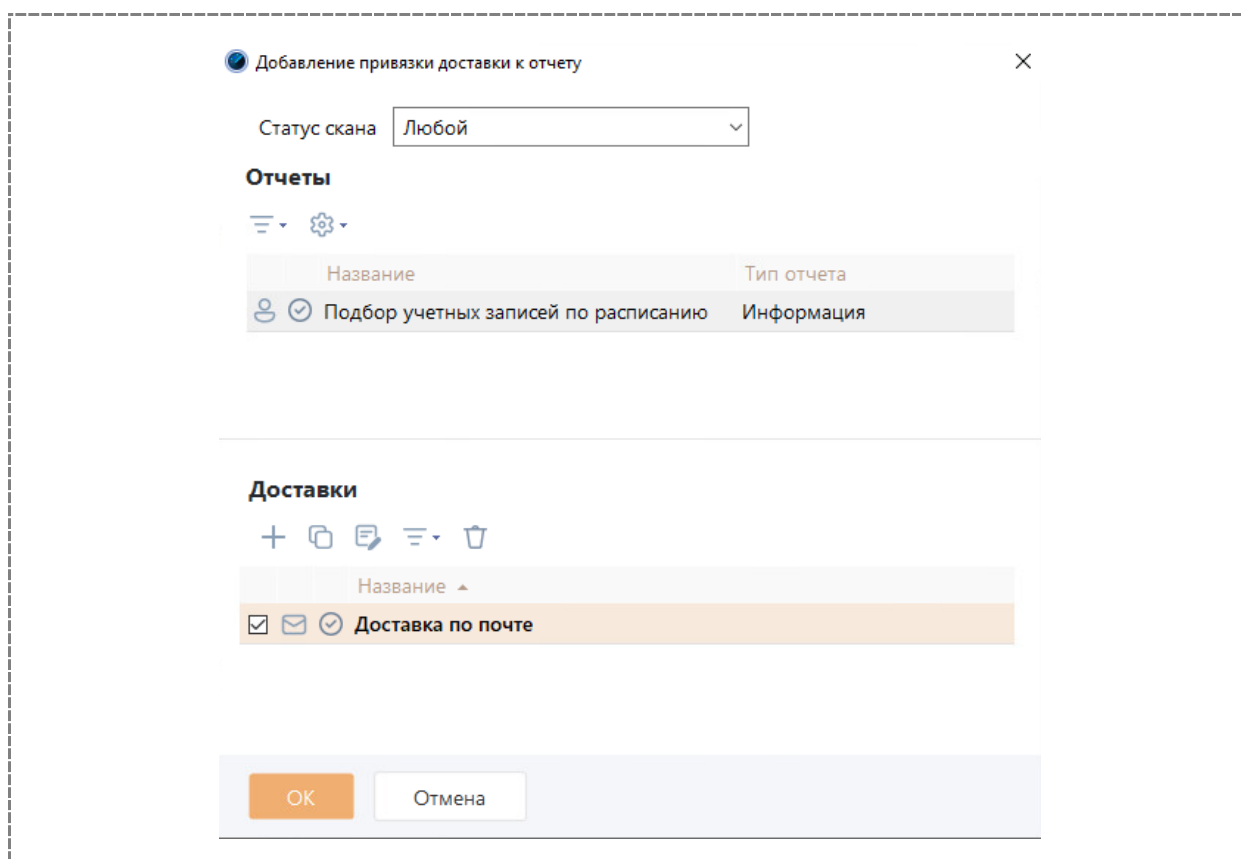 Добавление привязки доставки к отчету
Статус скана Любой
Отчеты
Название Тип отчета
Подбор учетных записей по расписанию Информация
Доставки
Название
Доставка по почте
OK Отмена